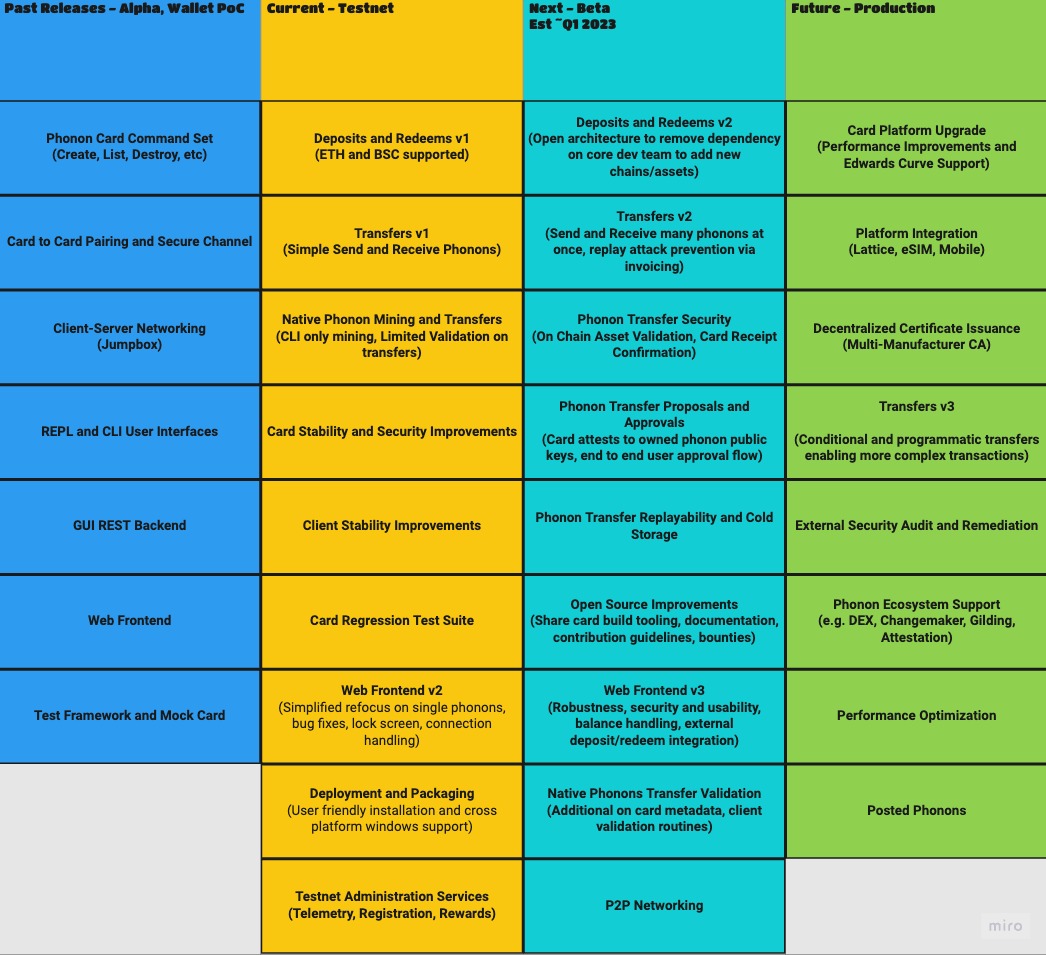 Past Releases - Alpha, Wallet PoC
Current - Testnet
Next - Beta
Est ~Q1 2023
Future - Production
Phonon Card Command Set
(Create, List, Destroy, etc)
Deposits and Redeems v1
(ETH and BSC supported)
Deposits and Redeems v2
(Open architecture to remove dependency
on core dev team to add new
chains/assets)
Card Platform Upgrade
(Performance Improvements and
Edwards Curve Support)
Card to Card Pairing and Secure Channel
Transfers v1
(Simple Send and Receive Phonons)
Transfers v2
(Send and Receive many phonons at
once, replay attack prevention via
invoicing)
Platform Integration
(Lattice, eSIM, Mobile)
Client-Server Networking
(Jumpbox)
Native Phonon Mining and Transfers
(CLI only mining, Limited Validation on
transfers)
Phonon Transfer Security
(On Chain Asset Validation, Card Receipt
Confirmation)
Decentralized Certificate Issuance
(Multi-Manufacturer CA)
REPL and CLI User Interfaces
Card Stability and Security Improvements
Phonon Transfer Proposals and
Approvals
(Card attests to owned phonon public
keys, end to end user approval flow)
Transfers v3
(Conditional and programmatic transfers
enabling more complex transactions)
GUI REST Backend
Client Stability Improvements
Phonon Transfer Replayability and Cold
Storage
External Security Audit and Remediation
Web Frontend
Card Regression Test Suite
Open Source Improvements
(Share card build tooling, documentation,
contribution guidelines, bounties)
Phonon Ecosystem Support
(e.g. DEX, Changemaker, Gilding,
Attestation)
Test Framework and Mock Card
Web Frontend v2
(Simplified refocus on single phonons,
bug fixes, lock screen, connection
handling)
Web Frontend v3
(Robustness, security and usability,
balance handling, external
deposit/redeem integration)
Performance Optimization
Deployment and Packaging
(User friendly installation and cross
platform windows support)
Native Phonons Transfer Validation
(Additional on card metadata, client
validation routines)
Posted Phonons
Testnet Administration Services
(Telemetry, Registration, Rewards)
P2P Networking
miro